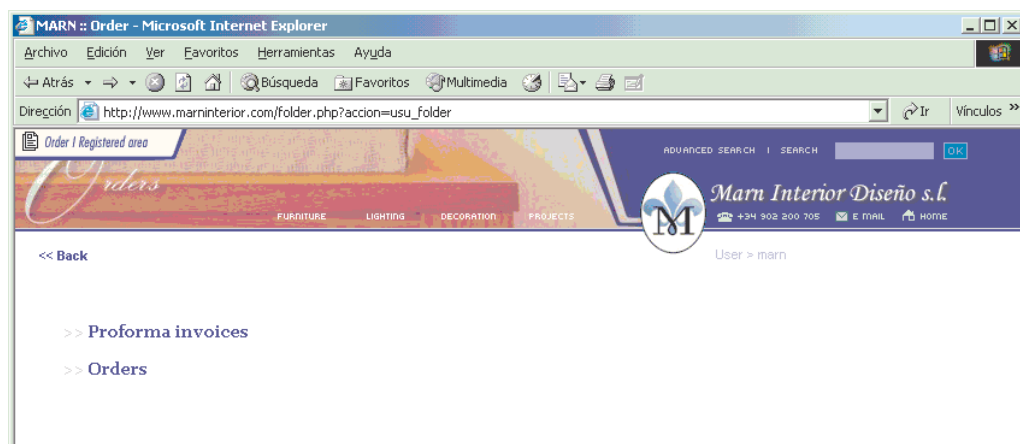 MARN :: Order - Microsoft Internet Explorer
Archivo Edición Ver Favoritos Herramientas Ayuda
Atrás Búsqueda Favoritos Multimedia
Dirección http://www.marninterior.com/folder.php?accion=usu_folder Ir Vínculos »
Order | Registered area
ADVANCED SEARCH | SEARCH OK
Orders
Marn Interior Diseño s.l.
FURNITURE LIGHTING DECORATION PROJECTS
M
+34 902 200 705 E MAIL HOME
<< Back
User > marn
>> Proforma invoices
>> Orders